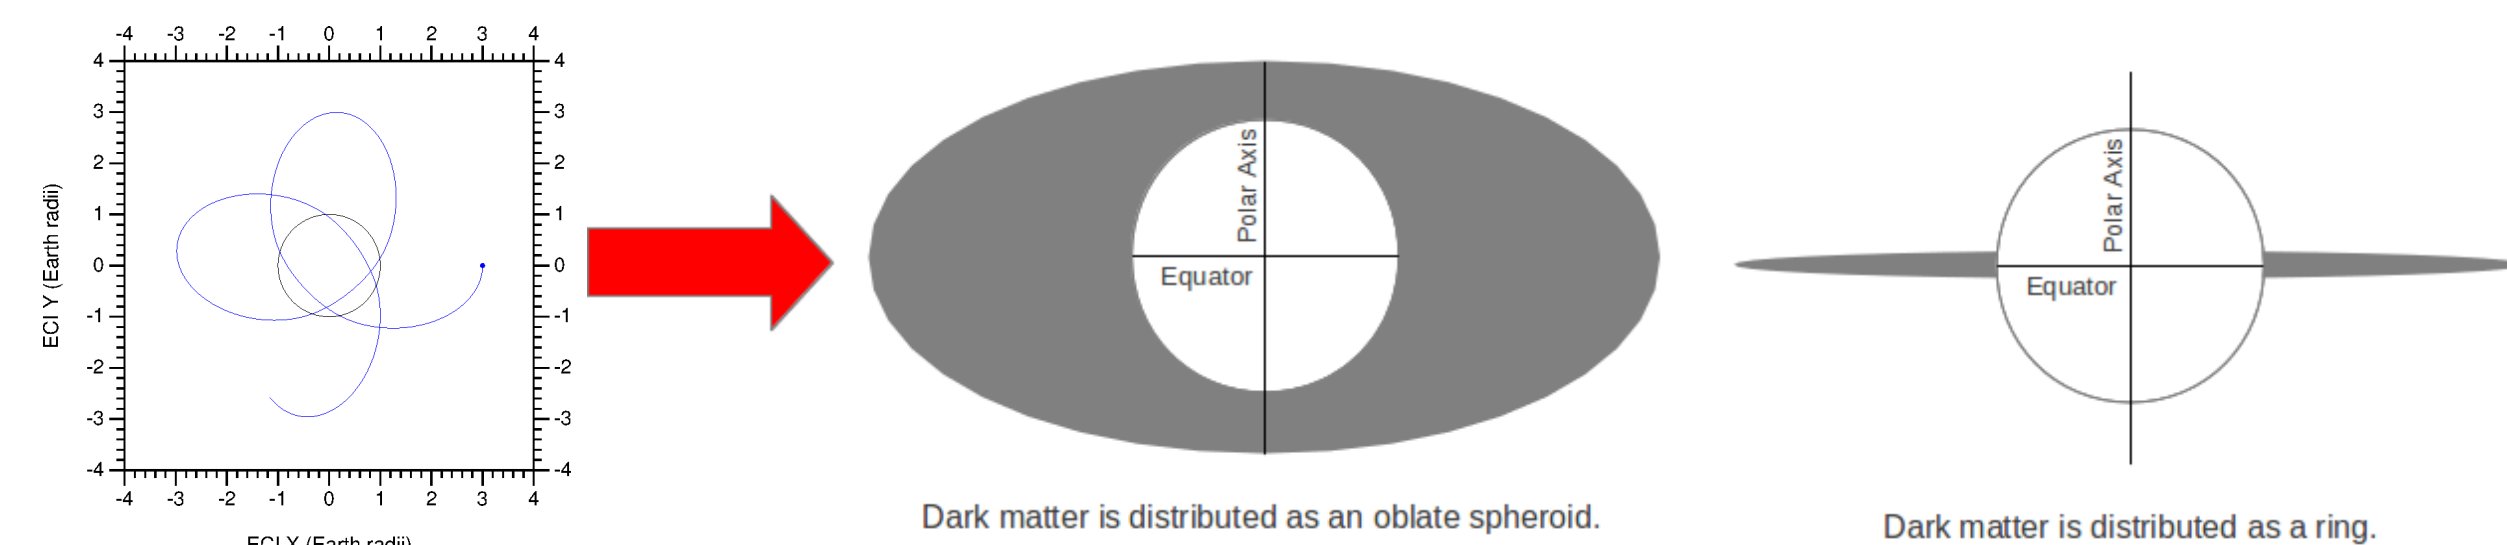 -4 -3 -2 -1 0 1 2 3 4
4 4
3 3
2 2
1 1
0 0
-1 -1
-2 -2
-3 -3
-4 -4
-4 -3 -2 -1 0 1 2 3 4
ECI Y (Earth radii)
ECI X (Earth radii)
Polar Axis
Equator
Dark matter is distributed as an oblate spheroid.
Polar Axis
Equator
Dark matter is distributed as a ring.